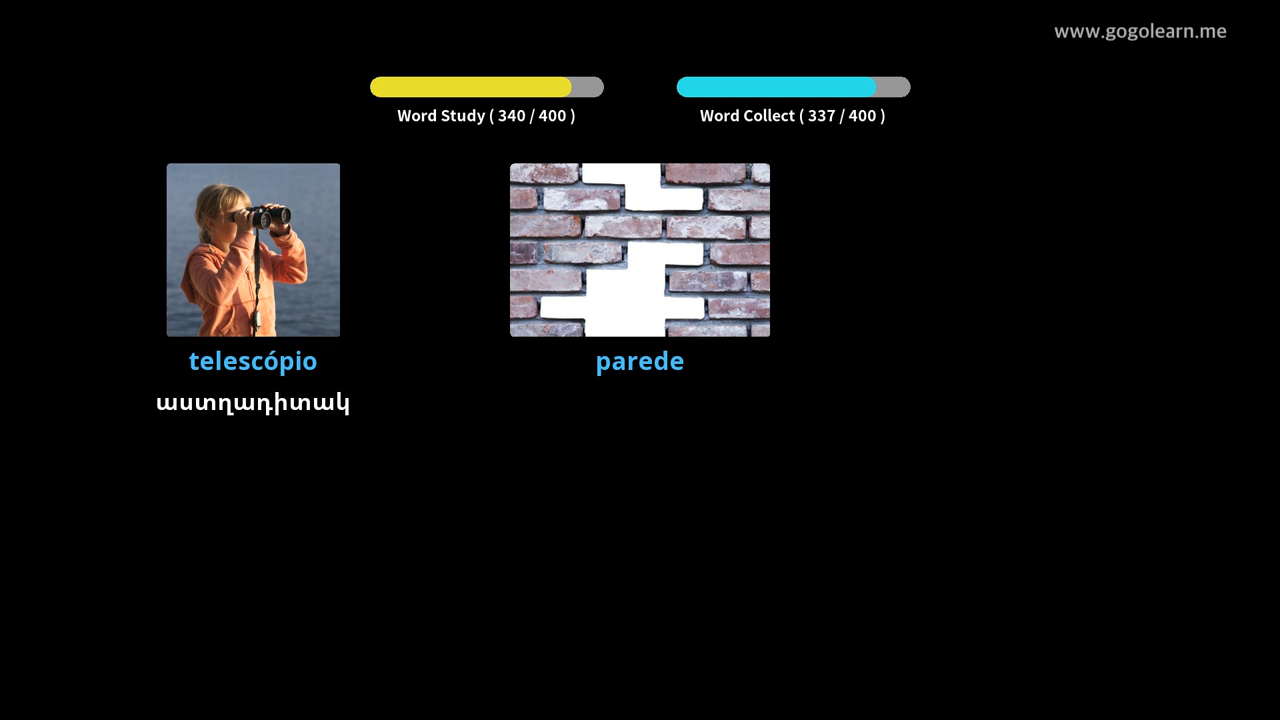 www.gogolearn.me
Word Study ( 340 / 400 )
Word Collect ( 337 / 400 )
telescópio
parede
աստղադիտակ